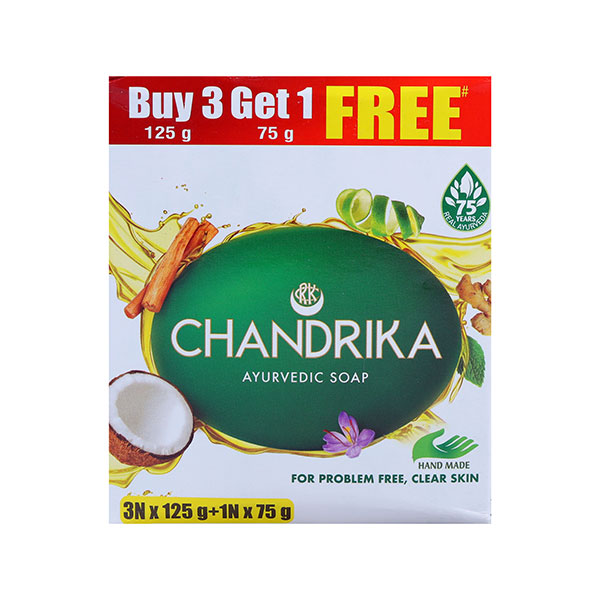 Buy 3 Get 1 FREE#
125 g 75 g
75
YEARS
REAL AYURVEDA
CRK
CHANDRIKA
AYURVEDIC SOAP
HAND MADE
FOR PROBLEM FREE, CLEAR SKIN
3N x 125 g+1N x 75 g